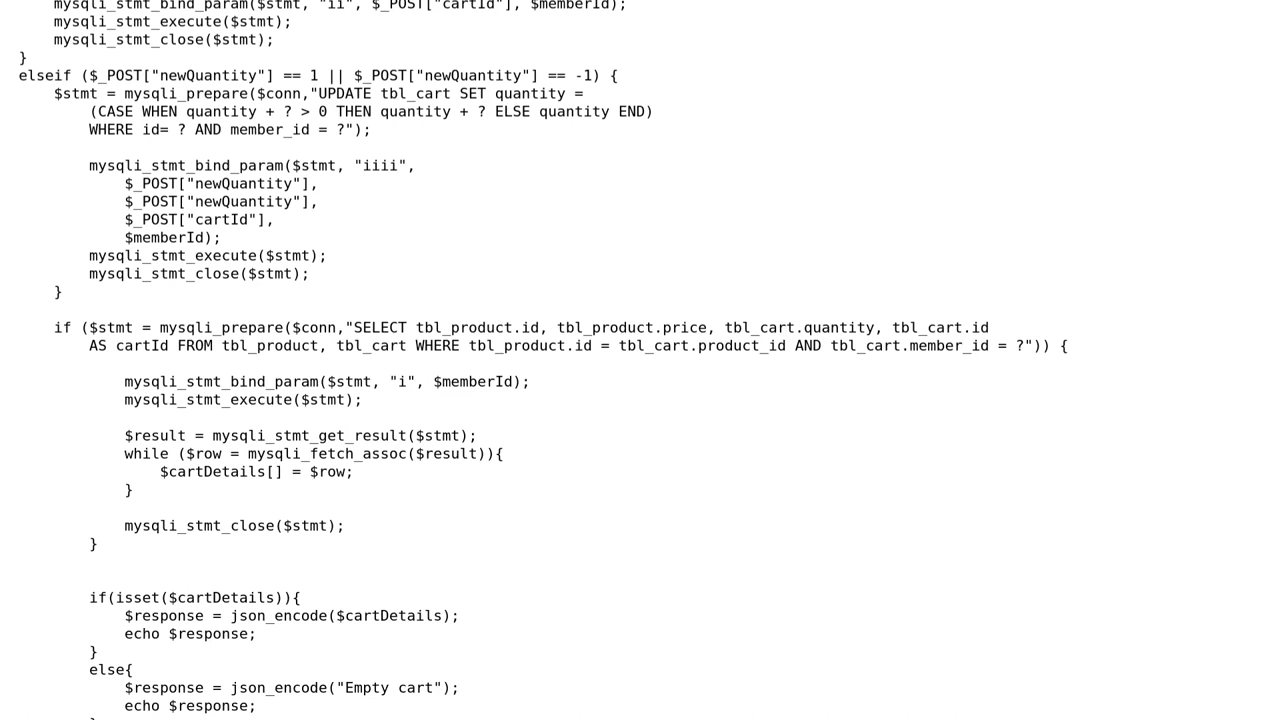 mysqli_stmt_bind_param($stmt, "ii", $_POST["cartId"], $memberId);
mysqli_stmt_execute($stmt);
mysqli_stmt_close($stmt);
}
elseif ($_POST["newQuantity"] == 1 || $_POST["newQuantity"] == -1) {
$stmt = mysqli_prepare($conn,"UPDATE tbl_cart SET quantity =
(CASE WHEN quantity + ? > 0 THEN quantity + ? ELSE quantity END)
WHERE id= ? AND member_id = ?");
mysqli_stmt_bind_param($stmt, "iiii",
$_POST["newQuantity"],
$_POST["newQuantity"],
$_POST["cartId"],
$memberId);
mysqli_stmt_execute($stmt);
mysqli_stmt_close($stmt);
}
if ($stmt = mysqli_prepare($conn,"SELECT tbl_product.id, tbl_product.price, tbl_cart.quantity, tbl_cart.id
AS cartId FROM tbl_product, tbl_cart WHERE tbl_product.id = tbl_cart.product_id AND tbl_cart.member_id = ?")) {
mysqli_stmt_bind_param($stmt, "i", $memberId);
mysqli_stmt_execute($stmt);
$result = mysqli_stmt_get_result($stmt);
while ($row = mysqli_fetch_assoc($result)){
$cartDetails[] = $row;
}
mysqli_stmt_close($stmt);
}
if(isset($cartDetails)){
$response = json_encode($cartDetails);
echo $response;
}
else{
$response = json_encode("Empty cart");
echo $response;
}